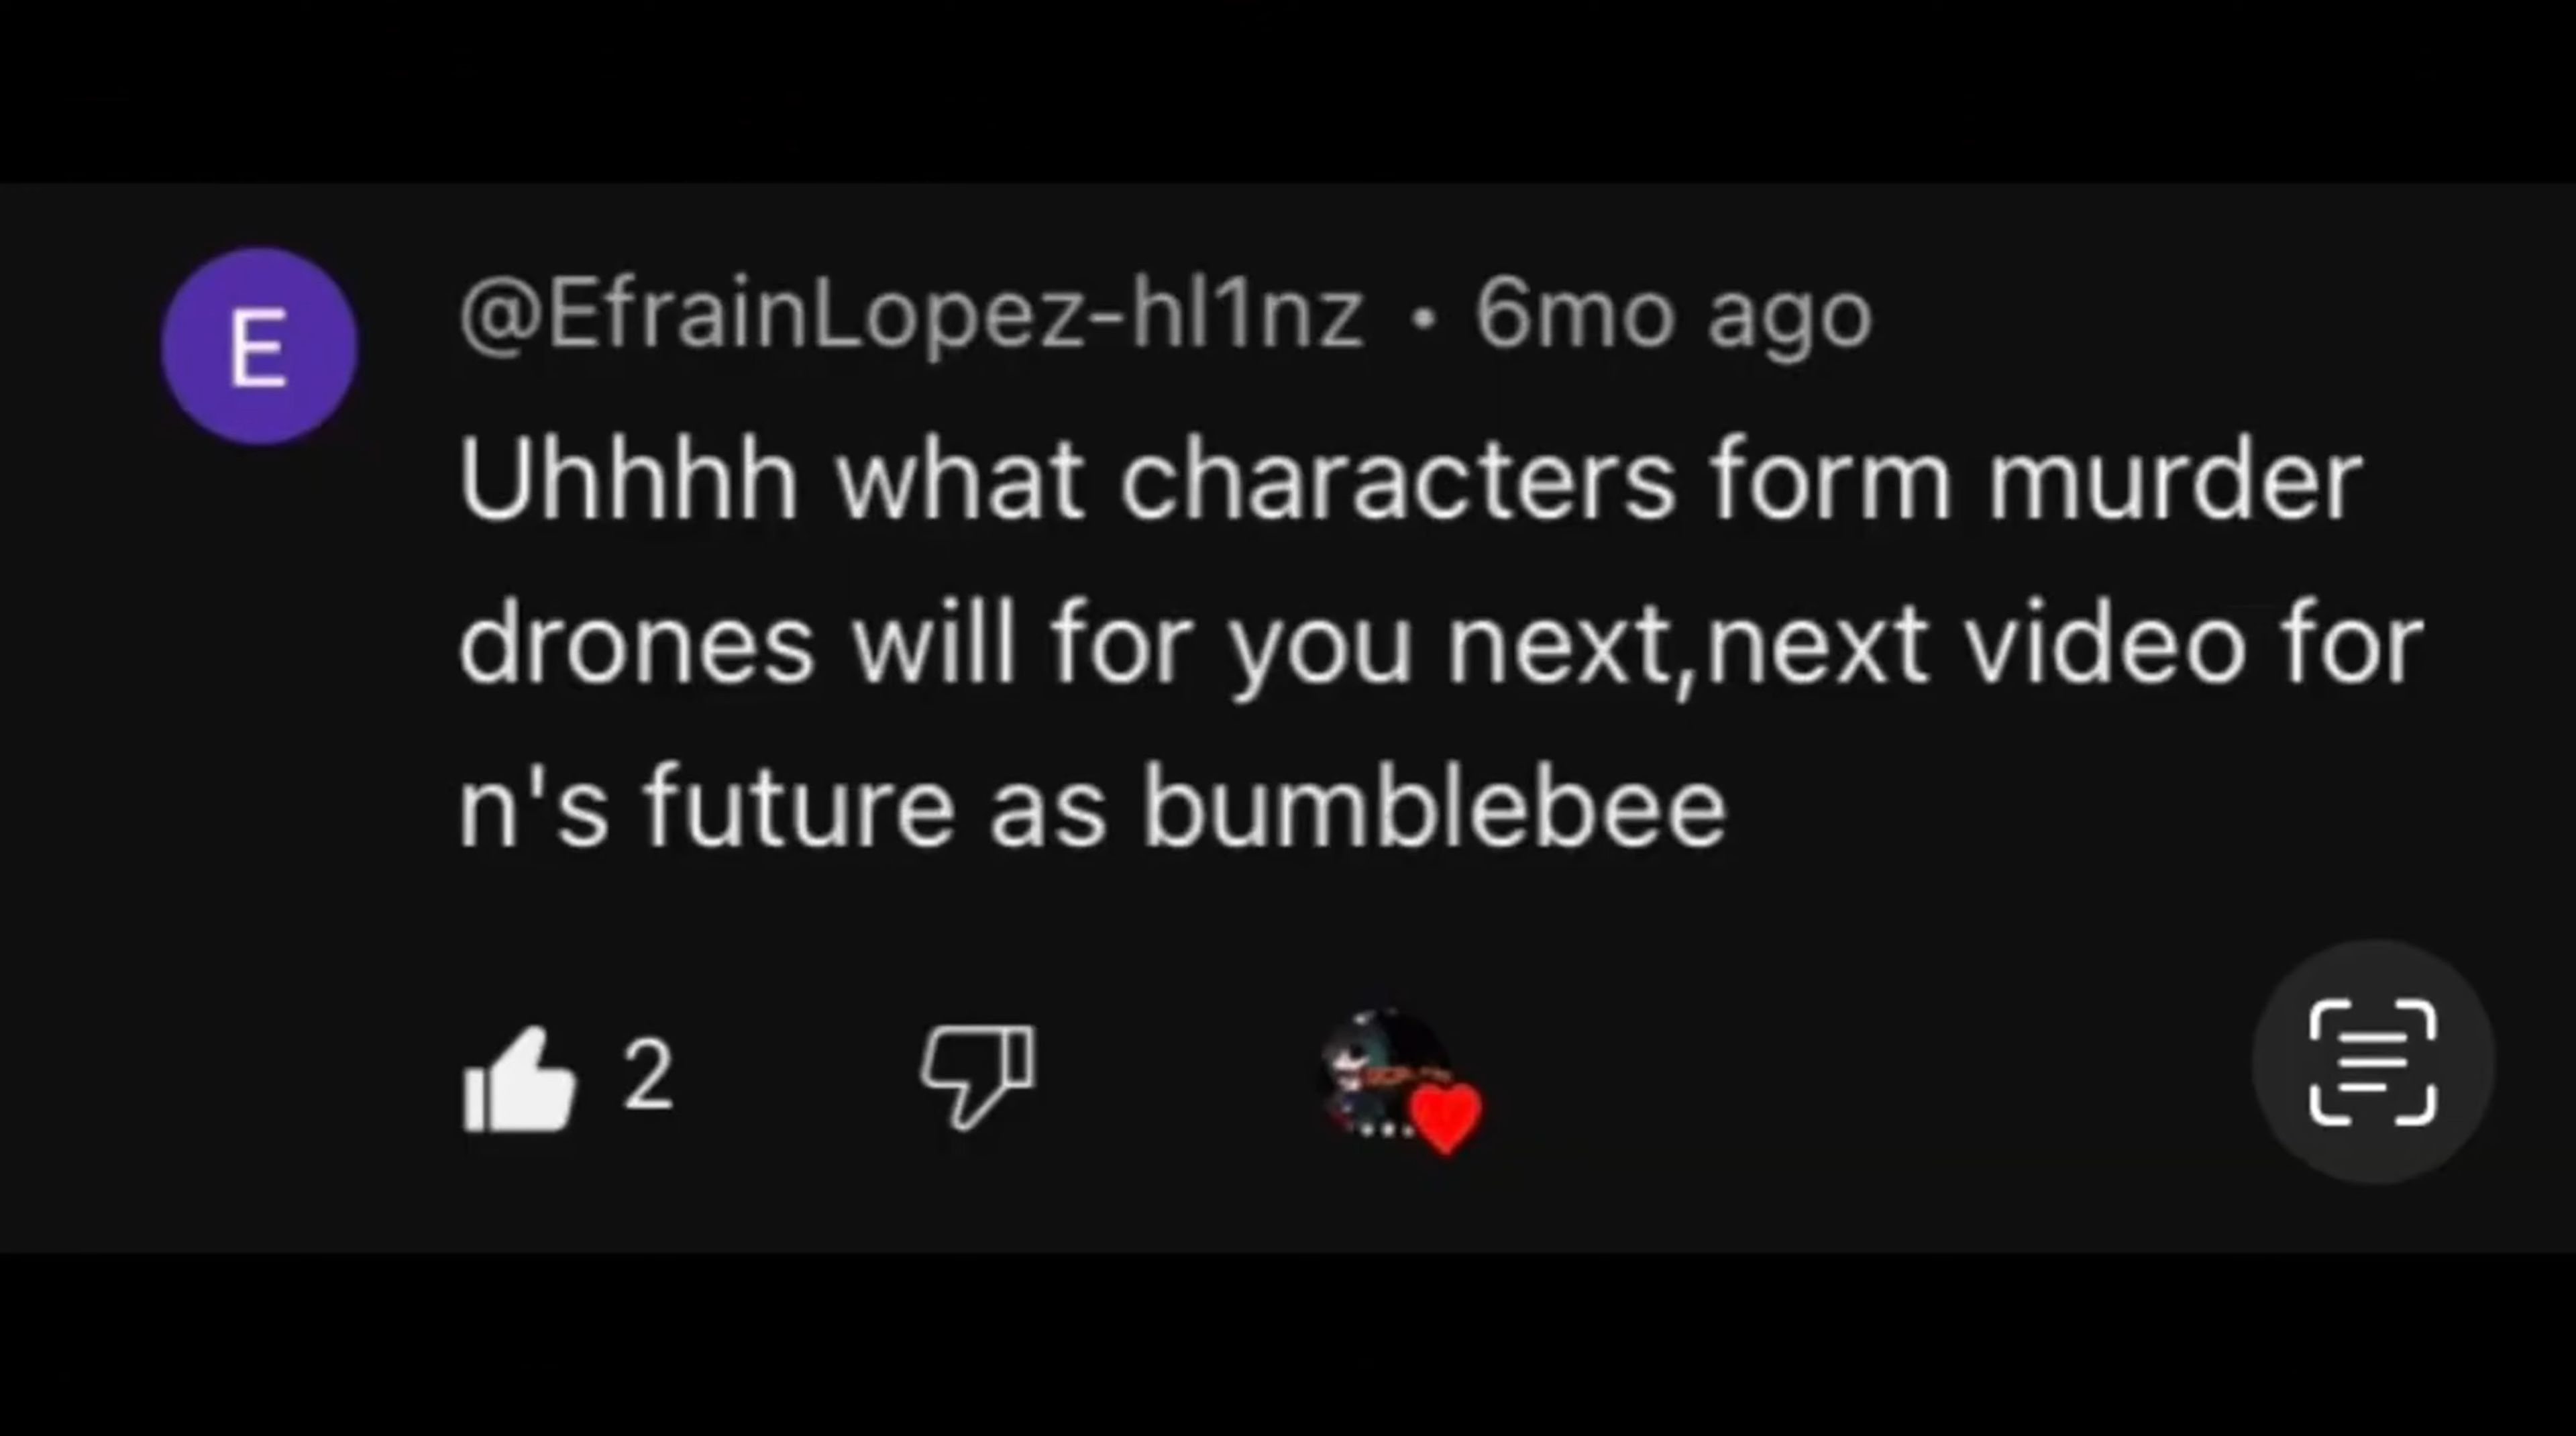 E
@EfrainLopez-hl1nz • 6mo ago
Uhhhh what characters form murder
drones will for you next,next video for
n's future as bumblebee
2